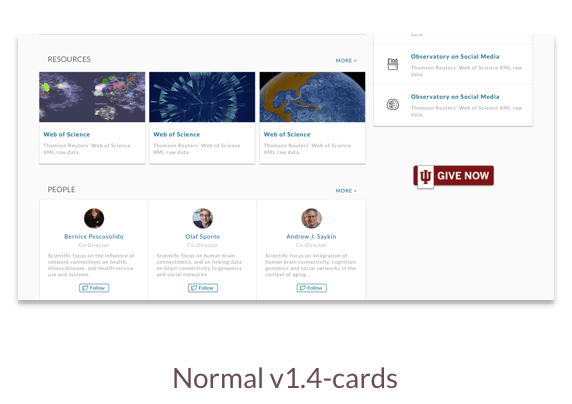 data.
RESOURCES
MORE >
Observatory on Social Media
Thomson Reuters' Web of Science XML raw
data.
Observatory on Social Media
Thomson Reuters' Web of Science XML raw
data.
Web of Science
Thomson Reuters' Web of Science
XML raw data.
Web of Science
Thomson Reuters' Web of Science
XML raw data.
Web of Science
Thomson Reuters' Web of Science
XML raw data.
GIVE NOW
PEOPLE
MORE >
Bernice Pescosolido
Co-Director
Scientific focus on the influence of
network connections on health,
illness/disease, and health service
use and systems
Follow
Olaf Sporns
Co-Director
Scientific focus on human brain
connectomics, and on linking data
on brain connectivity to genomics
and social networks
Follow
Andrew J. Saykin
Co-Director
Scientific focus on integration of
human brain connectivity, cognition,
genomics and social networks in the
context of aging...
Follow
Normal v1.4-cards